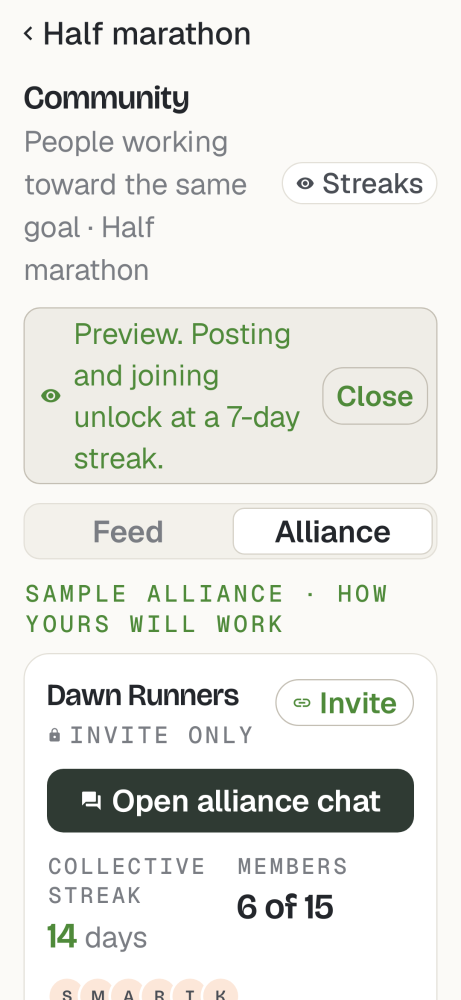 Half marathon
Community
People working
toward the same
goal · Half
marathon
Streaks
Preview. Posting
and joining
unlock at a 7-day
streak.
Close
Feed
Alliance
SAMPLE ALLIANCE · HOW
YOURS WILL WORK
Dawn Runners
INVITE ONLY
Invite
Open alliance chat
COLLECTIVE
STREAK
14 days
MEMBERS
6 of 15
S M A R I K